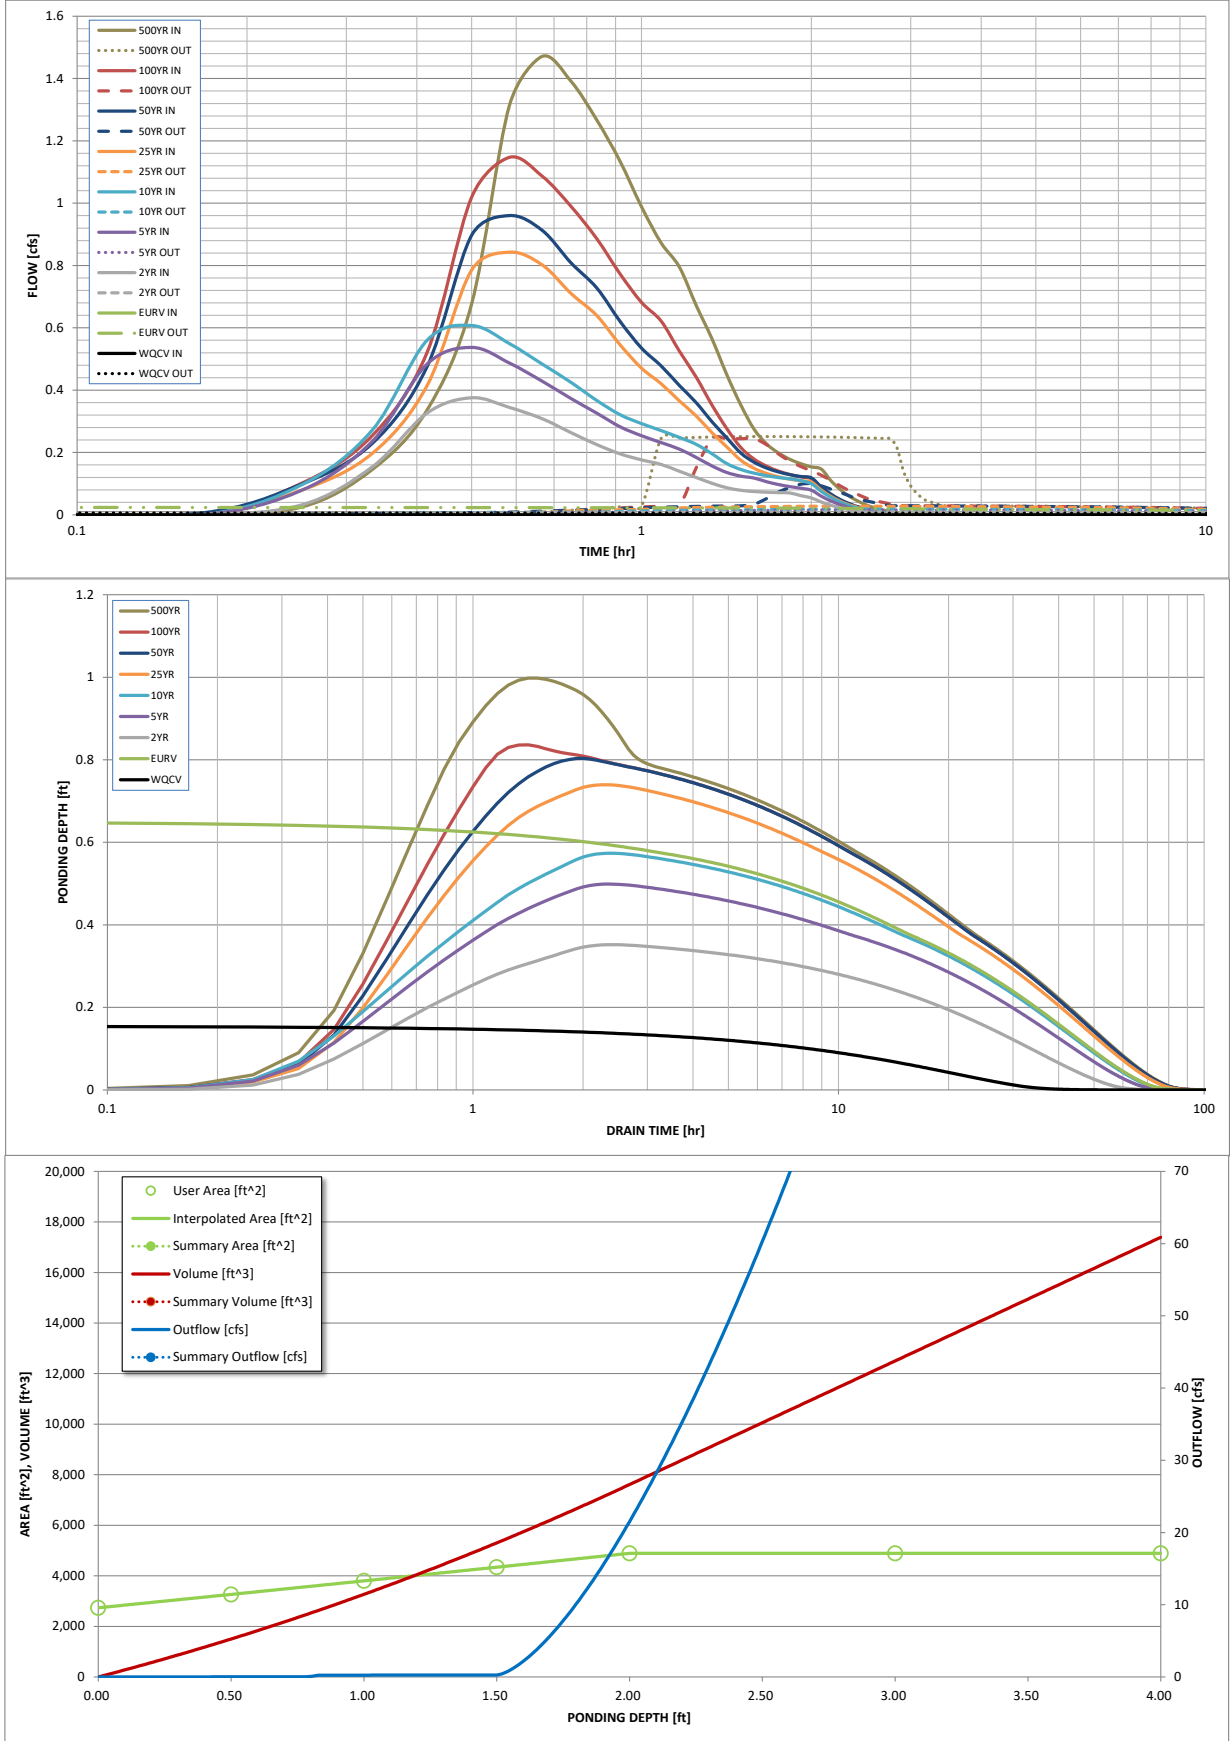 1.6
1.4
1.2
1
0.8
0.6
0.4
0.2
0
FLOW [cfs]
500YR IN
500YR OUT
100YR IN
100YR OUT
50YR IN
50YR OUT
25YR IN
25YR OUT
10YR IN
10YR OUT
5YR IN
5YR OUT
2YR IN
2YR OUT
EURV IN
EURV OUT
WQCV IN
WQCV OUT
0.1 1 10
TIME [hr]
1.2
1
0.8
0.6
0.4
0.2
0
PONDING DEPTH [ft]
500YR
100YR
50YR
25YR
10YR
5YR
2YR
EURV
WQCV
0.1 1 10 100
DRAIN TIME [hr]
20,000
18,000
16,000
14,000
12,000
10,000
8,000
6,000
4,000
2,000
0
AREA [ft^2], VOLUME [ft^3]
User Area [ft^2]
Interpolated Area [ft^2]
Summary Area [ft^2]
Volume [ft^3]
Summary Volume [ft^3]
Outflow [cfs]
Summary Outflow [cfs]
70
60
50
40
30
20
10
0
OUTFLOW [cfs]
0.00 0.50 1.00 1.50 2.00 2.50 3.00 3.50 4.00
PONDING DEPTH [ft]